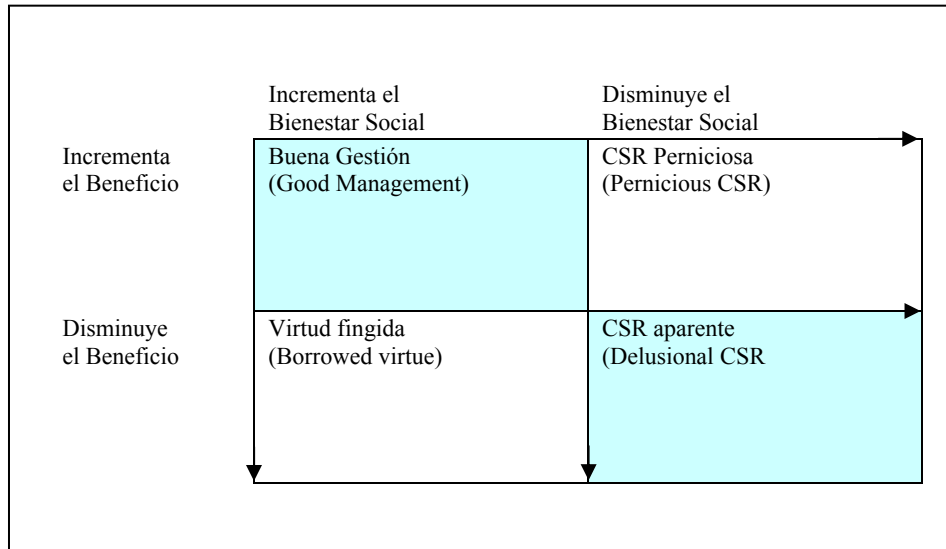 Incrementa el
Bienestar Social
Disminuye el
Bienestar Social
Incrementa
el Beneficio
Buena Gestión
(Good Management)
CSR Perniciosa
(Pernicious CSR)
Disminuye
el Beneficio
Virtud fingida
(Borrowed virtue)
CSR aparente
(Delusional CSR